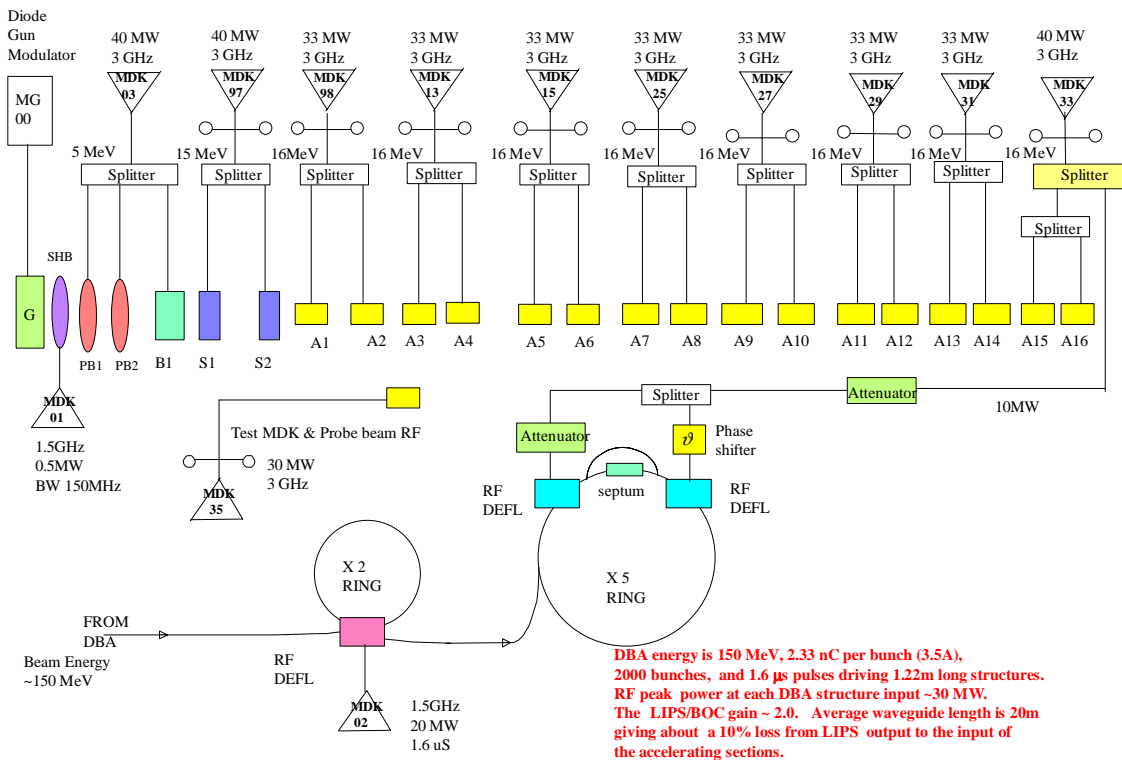 Diode
Gun
Modulator
MG
00
40 MW
3 GHz
MDK
03
40 MW
3 GHz
MDK
97
33 MW
3 GHz
MDK
98
33 MW
3 GHz
MDK
13
33 MW
3 GHz
MDK
15
33 MW
3 GHz
MDK
25
33 MW
3 GHz
MDK
27
33 MW
3 GHz
MDK
29
33 MW
3 GHz
MDK
31
40 MW
3 GHz
MDK
33
5 MeV
15 MeV
16MeV
16 MeV
16 MeV
16 MeV
16 MeV
16 MeV
16 MeV
16 MeV
Splitter
Splitter
Splitter
Splitter
Splitter
Splitter
Splitter
Splitter
Splitter
Splitter
Splitter
SHB
G
PB1
PB2
B1
S1
S2
A1
A2
A3
A4
A5
A6
A7
A8
A9
A10
A11
A12
A13
A14
A15
A16
MDK
01
1.5GHz
0.5MW
BW 150MHz
Test MDK & Probe beam RF
30 MW
3 GHz
MDK
35
Splitter
Attenuator
10MW
Attenuator
ϑ
Phase
shifter
septum
RF
DEFL
RF
DEFL
X 2
RING
X 5
RING
FROM
DBA
Beam Energy
~150 MeV
RF
DEFL
MDK
02
1.5GHz
20 MW
1.6 uS
DBA energy is 150 MeV, 2.33 nC per bunch (3.5A),
2000 bunches, and 1.6 μs pulses driving 1.22m long structures.
RF peak power at each DBA structure input ~30 MW.
The LIPS/BOC gain ~ 2.0. Average waveguide length is 20m
giving about a 10% loss from LIPS output to the input of
the accelerating sections.